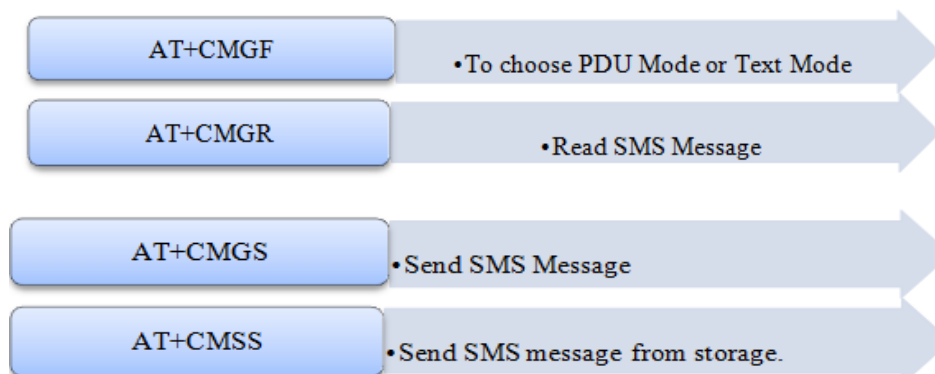 AT+CMGF
•To choose PDU Mode or Text Mode
AT+CMGR
•Read SMS Message
AT+CMGS
•Send SMS Message
AT+CMSS
•Send SMS message from storage.